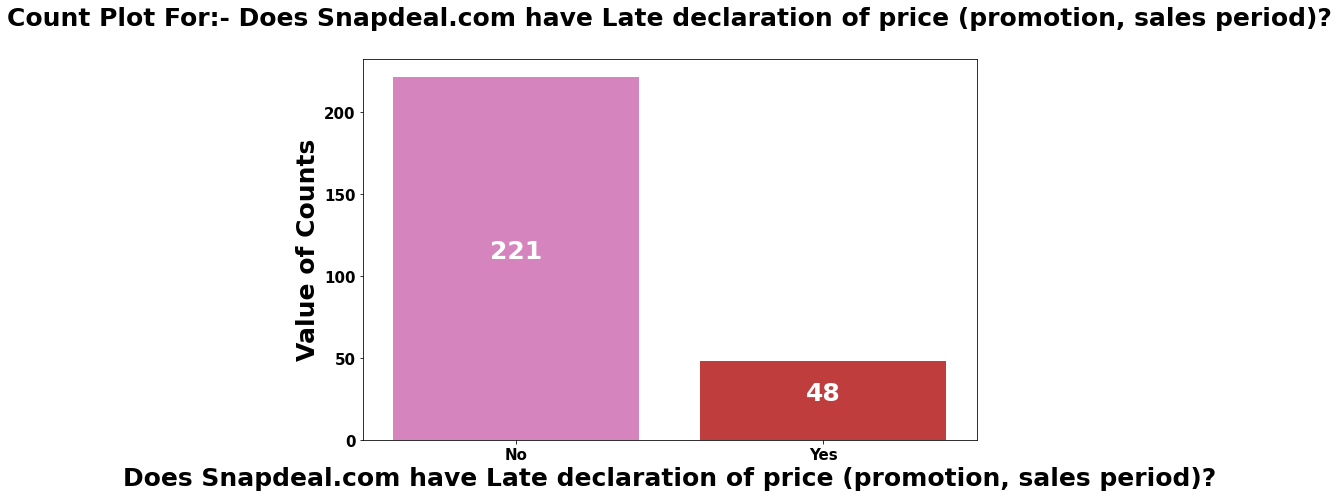 Count Plot For:- Does Snapdeal.com have Late declaration of price (promotion, sales period)?
Value of Counts
200
150
100
50
0
221
48
No
Yes
Does Snapdeal.com have Late declaration of price (promotion, sales period)?